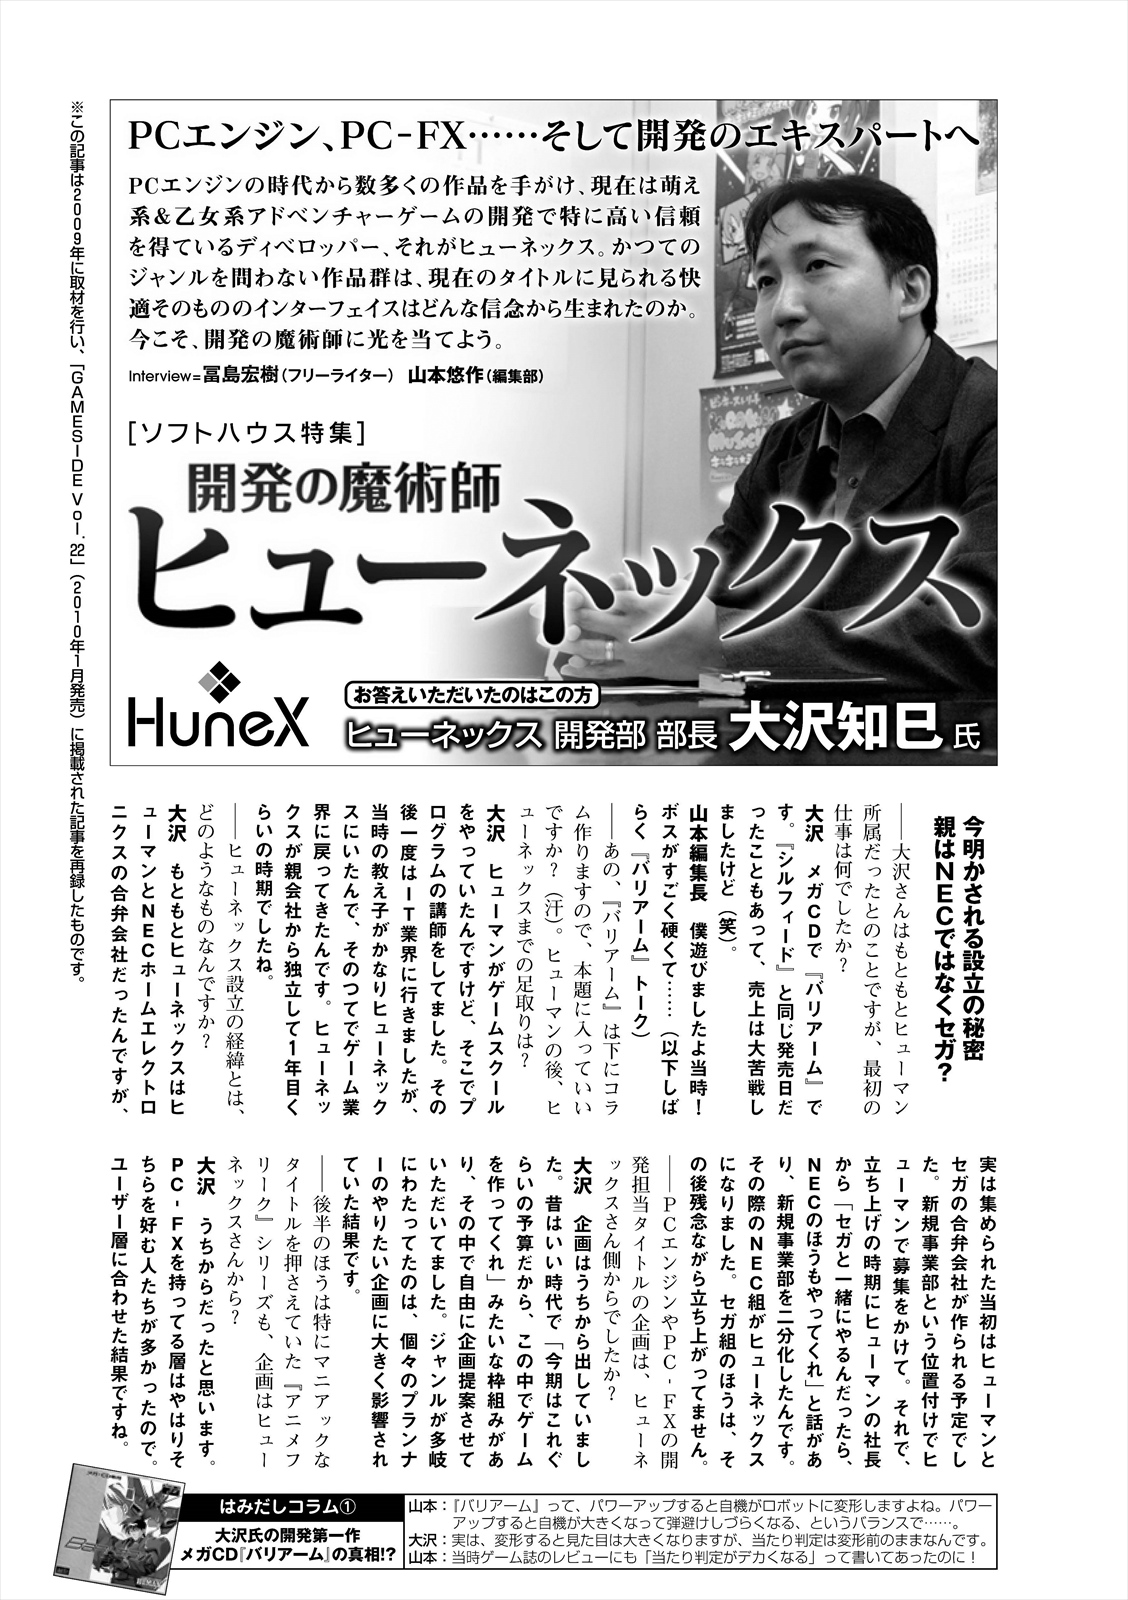 ※この記事は2009年に取材を行い、「GAMESIDE Vol.22」（2010年1月発売）に掲載された記事を再録したものです。
PCエンジン、PC-FX……そして開発のエキスパートへ
PCエンジンの時代から数多くの作品を手がけ、現在は萌え
系＆乙女系アドベンチャーゲームの開発で特に高い信頼
を得ているディベロッパー、それがヒューネックス。かつての
ジャンルを問わない作品群は、現在のタイトルに見られる快
適そのもののインターフェイスはどんな信念から生まれたのか。
今こそ、開発の魔術師に光を当てよう。
Interview=冨島宏樹（フリーライター） 山本悠作（編集部）
［ソフトハウス特集］
開発の魔術師
ヒューネックス
HuneX
お答えいただいたのはこの方
ヒューネックス 開発部 部長 大沢知巳 氏
今明かされる設立の秘密
親はNECではなくセガ？
――大沢さんはもともとヒューマン
所属だったとのことですが、最初の
仕事は何でしたか？
大沢　メガCDで『バリアーム』で
す。『シルフィード』と同じ発売日だ
ったこともあって、売上は大苦戦し
ましたけど（笑）。
山本編集長　僕遊びましたよ当時！
ボスがすごく硬くて……（以下しば
らく『バリアーム』トーク）
――あの、『バリアーム』は下にコラ
ム作りますので、本題に入っていい
ですか？（汗）。ヒューマンの後、ヒ
ューネックスまでの足取りは？
大沢　ヒューマンがゲームスクール
をやっていたんですけど、そこでプ
ログラムの講師をしてました。その
後一度はIT業界に行きましたが、
当時の教え子がかなりヒューネック
スにいたんで、そのつてでゲーム業
界に戻ってきたんです。ヒューネッ
クスが親会社から独立して1年目く
らいの時期でしたね。
――ヒューネックス設立の経緯とは、
どのようなものなんですか？
大沢　もともとヒューネックスはヒ
ューマンとNECホームエレクトロ
ニクスの合弁会社だったんですが、
実は集められた当初はヒューマンと
セガの合弁会社が作られる予定でし
た。新規事業部という位置付けでヒ
ューマンで募集をかけて。それで、
立ち上げの時期にヒューマンの社長
から「セガと一緒にやるんだったら、
NECのほうもやってくれ」と話があ
り、新規事業部を二分化したんです。
その際のNEC組がヒューネックス
になりました。セガ組のほうは、そ
の後残念ながら立ち上がってません。
――PCエンジンやPC-FXの開
発担当タイトルの企画は、ヒューネ
ックスさん側からでしたか？
大沢　企画はうちから出していまし
た。昔はいい時代で「今期はこれぐ
らいの予算だから、この中でゲーム
を作ってくれ」みたいな枠組みがあ
り、その中で自由に企画提案させて
いただいてました。ジャンルが多岐
にわたってたのは、個々のプランナ
ーのやりたい企画に大きく影響され
ていた結果です。
――後半のほうは特にマニアックな
タイトルを押さえていた『アニメフ
リーク』シリーズも、企画はヒュー
ネックスさんから？
大沢　うちからだったと思います。
PC-FXを持ってる層はやはりそ
ちらを好む人たちが多かったので。
ユーザー層に合わせた結果ですね。
はみだしコラム①
大沢氏の開発第一作
メガCD『バリアーム』の真相!?
山本：『バリアーム』って、パワーアップすると自機がロボットに変形しますよね。パワー
アップすると自機が大きくなって弾避けしづらくなる、というバランスで……。
大沢：実は、変形すると見た目は大きくなりますが、当たり判定は変形前のままなんです。
山本：当時ゲーム誌のレビューにも「当たり判定がデカくなる」って書いてあったのに！